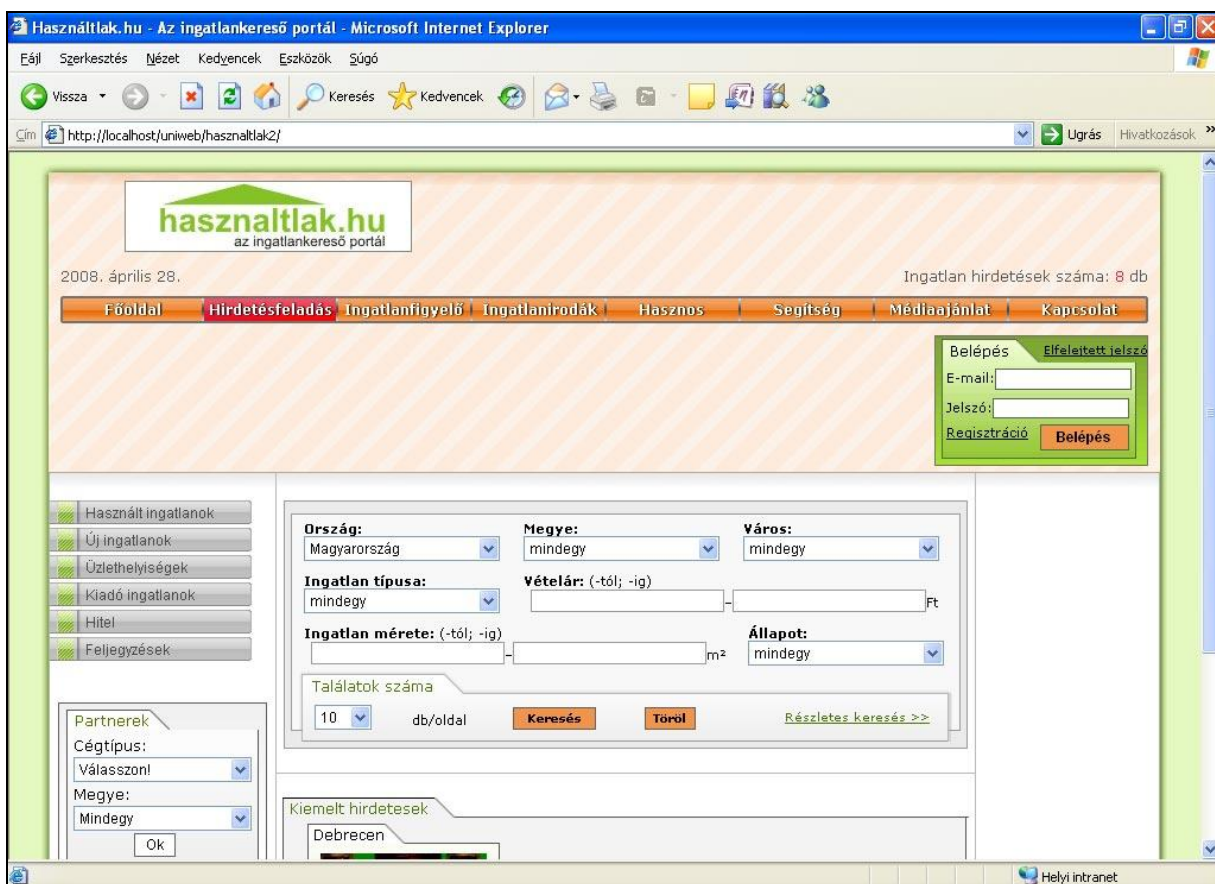 Használtlak.hu - Az ingatlankereső portál - Microsoft Internet Explorer
Fájl Szerkesztés Nézet Kedvencek Eszközök Súgó
Vissza Keresés Kedvencek
Cím http://localhost/uniweb/hasznaltlak2/ Ugrás Hivatkozások »
hasznaltlak.hu
az ingatlankereső portál
2008. április 28. Ingatlan hirdetések száma: 8 db
Főoldal Hirdetésfeladás Ingatlanfigyelő Ingatlanirodák Hasznos Segítség Médiaajánlat Kapcsolat
Belépés Elfelejtett jelszó
E-mail:
Jelszó:
Regisztráció Belépés
Használt ingatlanok
Új ingatlanok
Üzlethelyiségek
Kiadó ingatlanok
Hitel
Feljegyzések
Partnerek
Cégtípus:
Válasszon!
Megye:
Mindegy
Ok
Ország: Megye: Város:
Magyarország mindegy mindegy
Ingatlan típusa: Vételár: (-tól; -ig)
mindegy – Ft
Ingatlan mérete: (-tól; -ig) Állapot:
– m² mindegy
Találatok száma
10 db/oldal Keresés Töröl Részletes keresés >>
Kiemelt hirdetesek
Debrecen
Helyi intranet